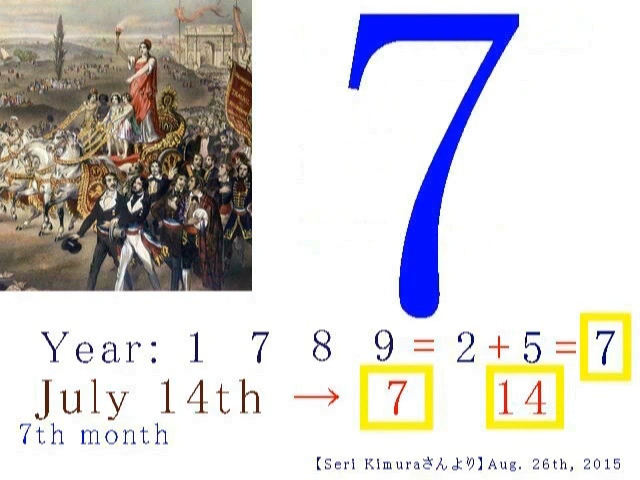 7
Year: 1 7 8 9 = 2 + 5 = 7
July 14th → 7 14
7th month
【Seri Kimuraさんより】Aug. 26th, 2015